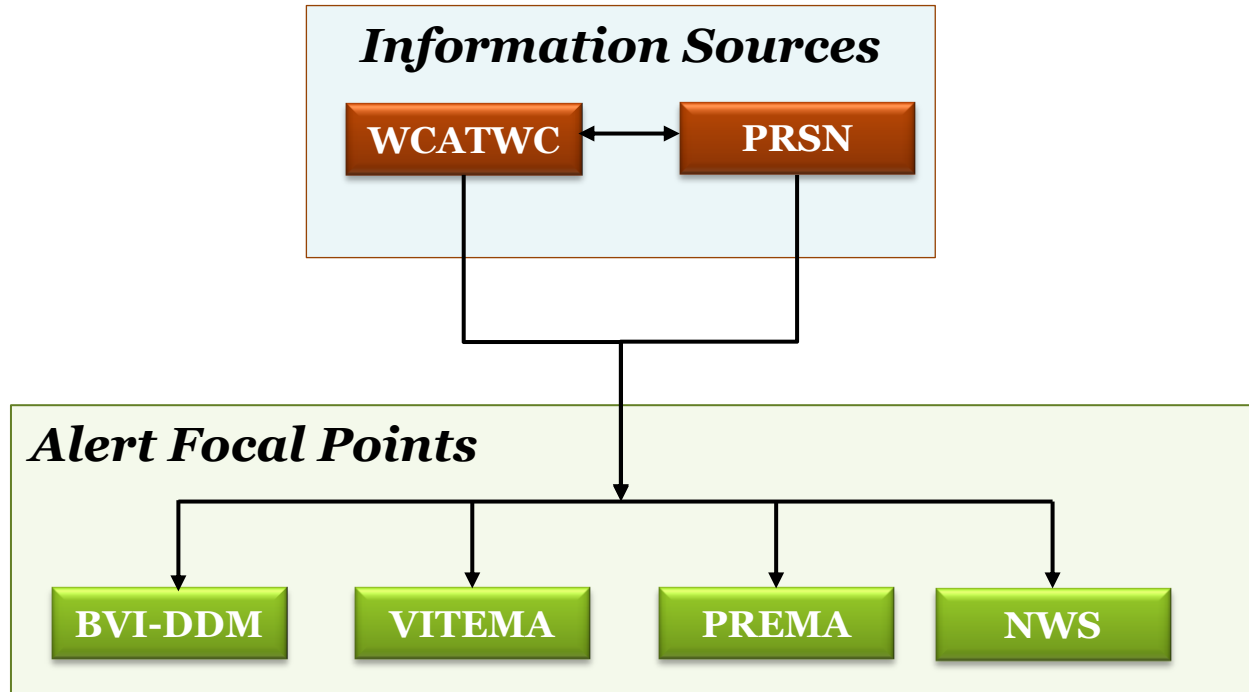 Information Sources
WCATWC
PRSN
Alert Focal Points
BVI-DDM
VITEMA
PREMA
NWS